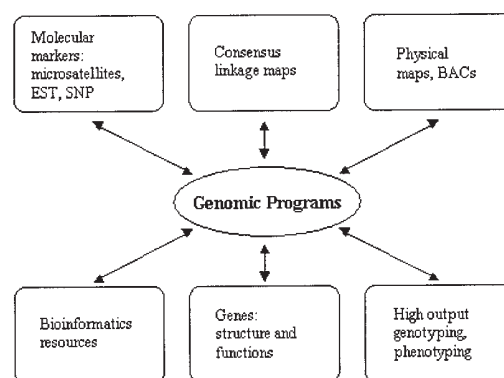 Molecular
markers:
microsatellites,
EST, SNP
Consensus
linkage maps
Physical
maps, BACs
Genomic Programs
Bioinformatics
resources
Genes:
structure and
functions
High output
genotyping,
phenotyping